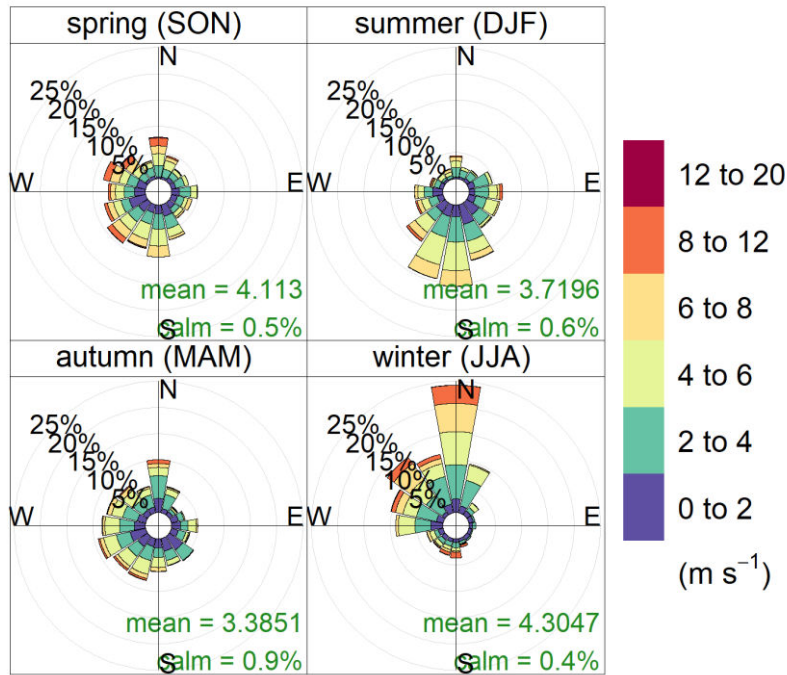 spring (SON)
N
25%
20%
15%
10%
5%
W
E
mean = 4.113
S
calm = 0.5%
summer (DJF)
N
25%
20%
15%
10%
5%
W
E
mean = 3.7196
S
calm = 0.6%
autumn (MAM)
N
25%
20%
15%
10%
5%
W
E
mean = 3.3851
S
calm = 0.9%
winter (JJA)
N
25%
20%
15%
10%
5%
W
E
mean = 4.3047
S
calm = 0.4%
12 to 20
8 to 12
6 to 8
4 to 6
2 to 4
0 to 2
(m s⁻¹)